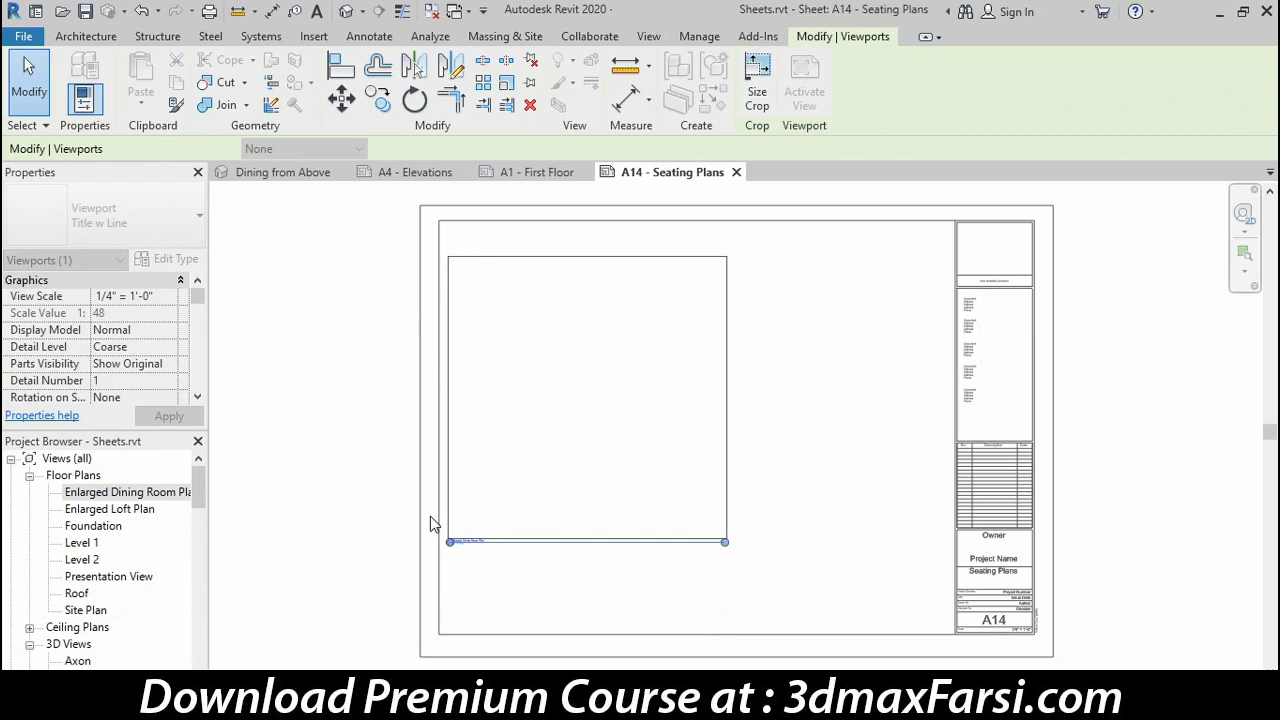 Autodesk Revit 2020 -
Sheets.rvt - Sheet: A14 - Seating Plans
Sign In
File
Architecture
Structure
Steel
Systems
Insert
Annotate
Analyze
Massing & Site
Collaborate
View
Manage
Add-Ins
Modify | Viewports
Modify
Paste
Cope
Cut
Join
Size
Crop
Activate
View
Select
Properties
Clipboard
Geometry
Modify
View
Measure
Create
Crop
Viewport
Modify | Viewports
None
Properties
Dining from Above
A4 - Elevations
A1 - First Floor
A14 - Seating Plans
Viewport
Title w Line
Viewports (1)
Edit Type
Graphics
View Scale 1/4" = 1'-0"
Scale Value 1: 48
Display Model Normal
Detail Level Coarse
Parts Visibility Show Original
Detail Number 1
Rotation on S... None
Properties help
Apply
Project Browser - Sheets.rvt
Views (all)
Floor Plans
Enlarged Dining Room Pla
Enlarged Loft Plan
Foundation
Level 1
Level 2
Presentation View
Roof
Site Plan
Ceiling Plans
3D Views
Axon
Owner
Project Name
Seating Plans
A14
Download Premium Course at : 3dmaxFarsi.com